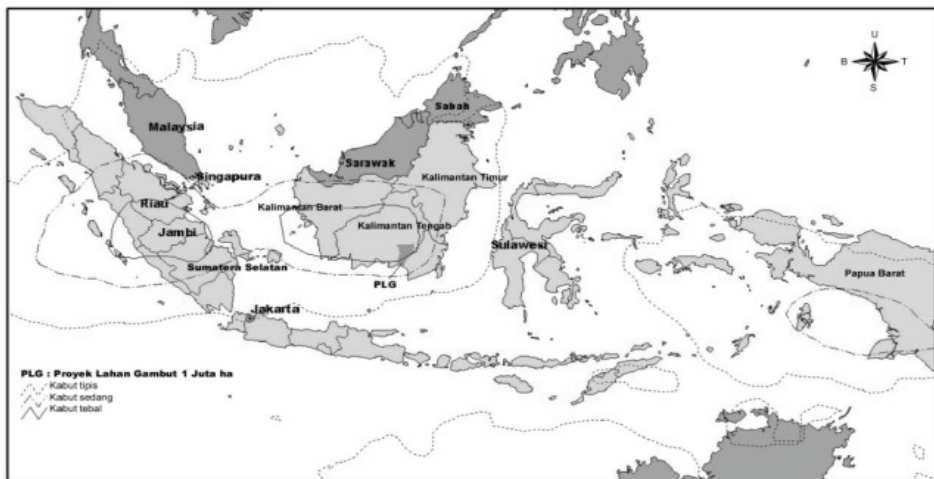 U
B T
S
Sabah
Malaysia
Sarawak
Singapura
Kalimantan Timur
Riau
Kalimantan Barat
Jambi
Kalimantan Tengah
Sulawesi
Sumatera Selatan
Papua Barat
PLG
Jakarta
PLG : Proyek Lahan Gambut 1 Juta ha
Kabut tipis
Kabut sedang
Kabut tebal